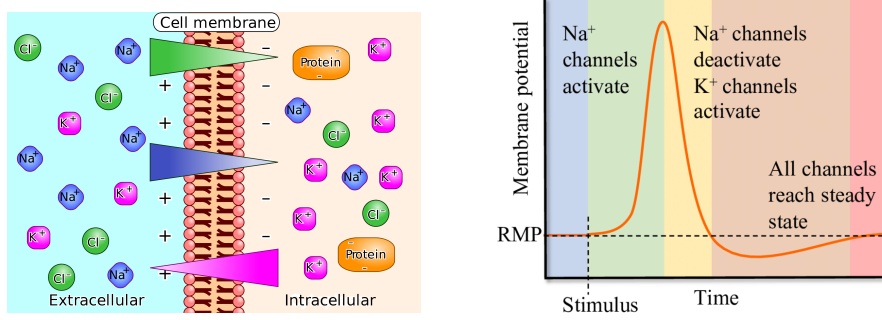 Cell membrane
Cl⁻
Na⁺
Na⁺
Cl⁻
K⁺
Na⁺
Na⁺
Na⁺
K⁺
K⁺
Cl⁻
Cl⁻
Na⁺
Extracellular
+
+
+
+
+
+
−
−
−
−
−
−
Protein
−
−
K⁺
Na⁺
Cl⁻
K⁺
K⁺
Na⁺
K⁺
K⁺
Cl⁻
−
Protein
−
K⁺
Intracellular
Membrane potential
Na⁺
channels
activate
Na⁺ channels
deactivate
K⁺ channels
activate
All channels
reach steady
state
RMP
Stimulus
Time